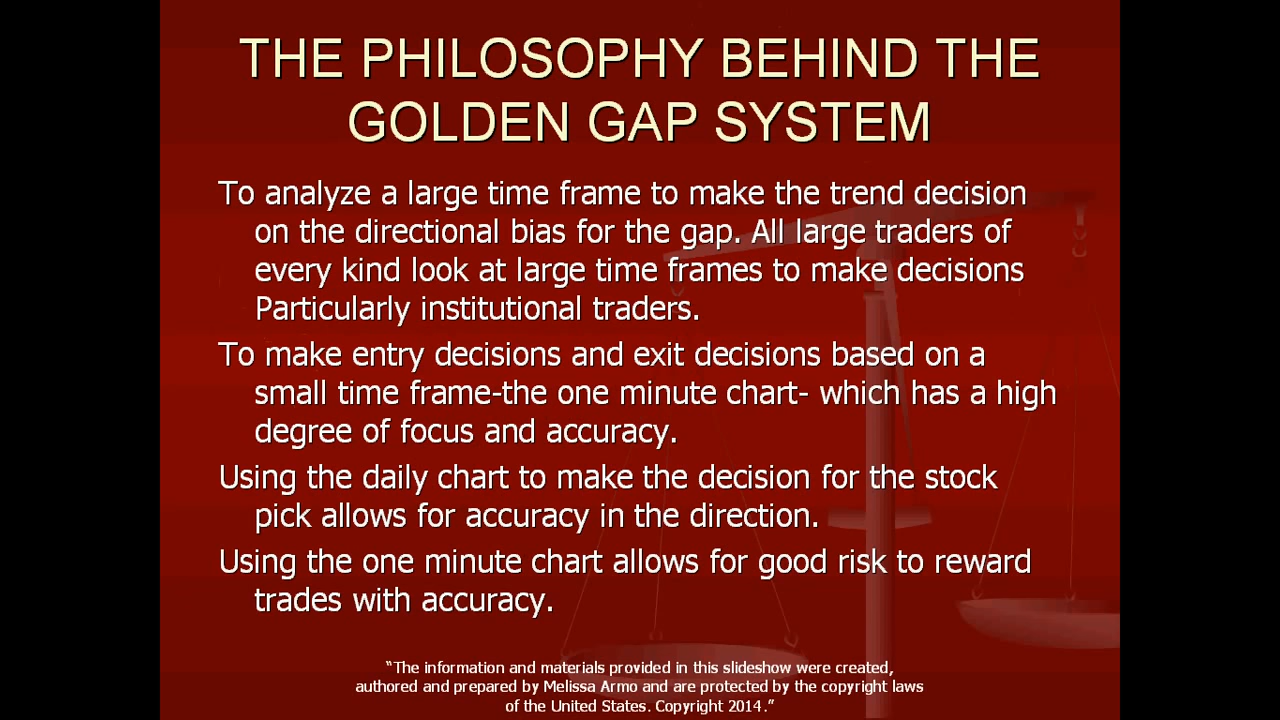 THE PHILOSOPHY BEHIND THE
GOLDEN GAP SYSTEM
To analyze a large time frame to make the trend decision
on the directional bias for the gap. All large traders of
every kind look at large time frames to make decisions
Particularly institutional traders.
To make entry decisions and exit decisions based on a
small time frame-the one minute chart- which has a high
degree of focus and accuracy.
Using the daily chart to make the decision for the stock
pick allows for accuracy in the direction.
Using the one minute chart allows for good risk to reward
trades with accuracy.
“The information and materials provided in this slideshow were created,
authored and prepared by Melissa Armo and are protected by the copyright laws
of the United States. Copyright 2014.”